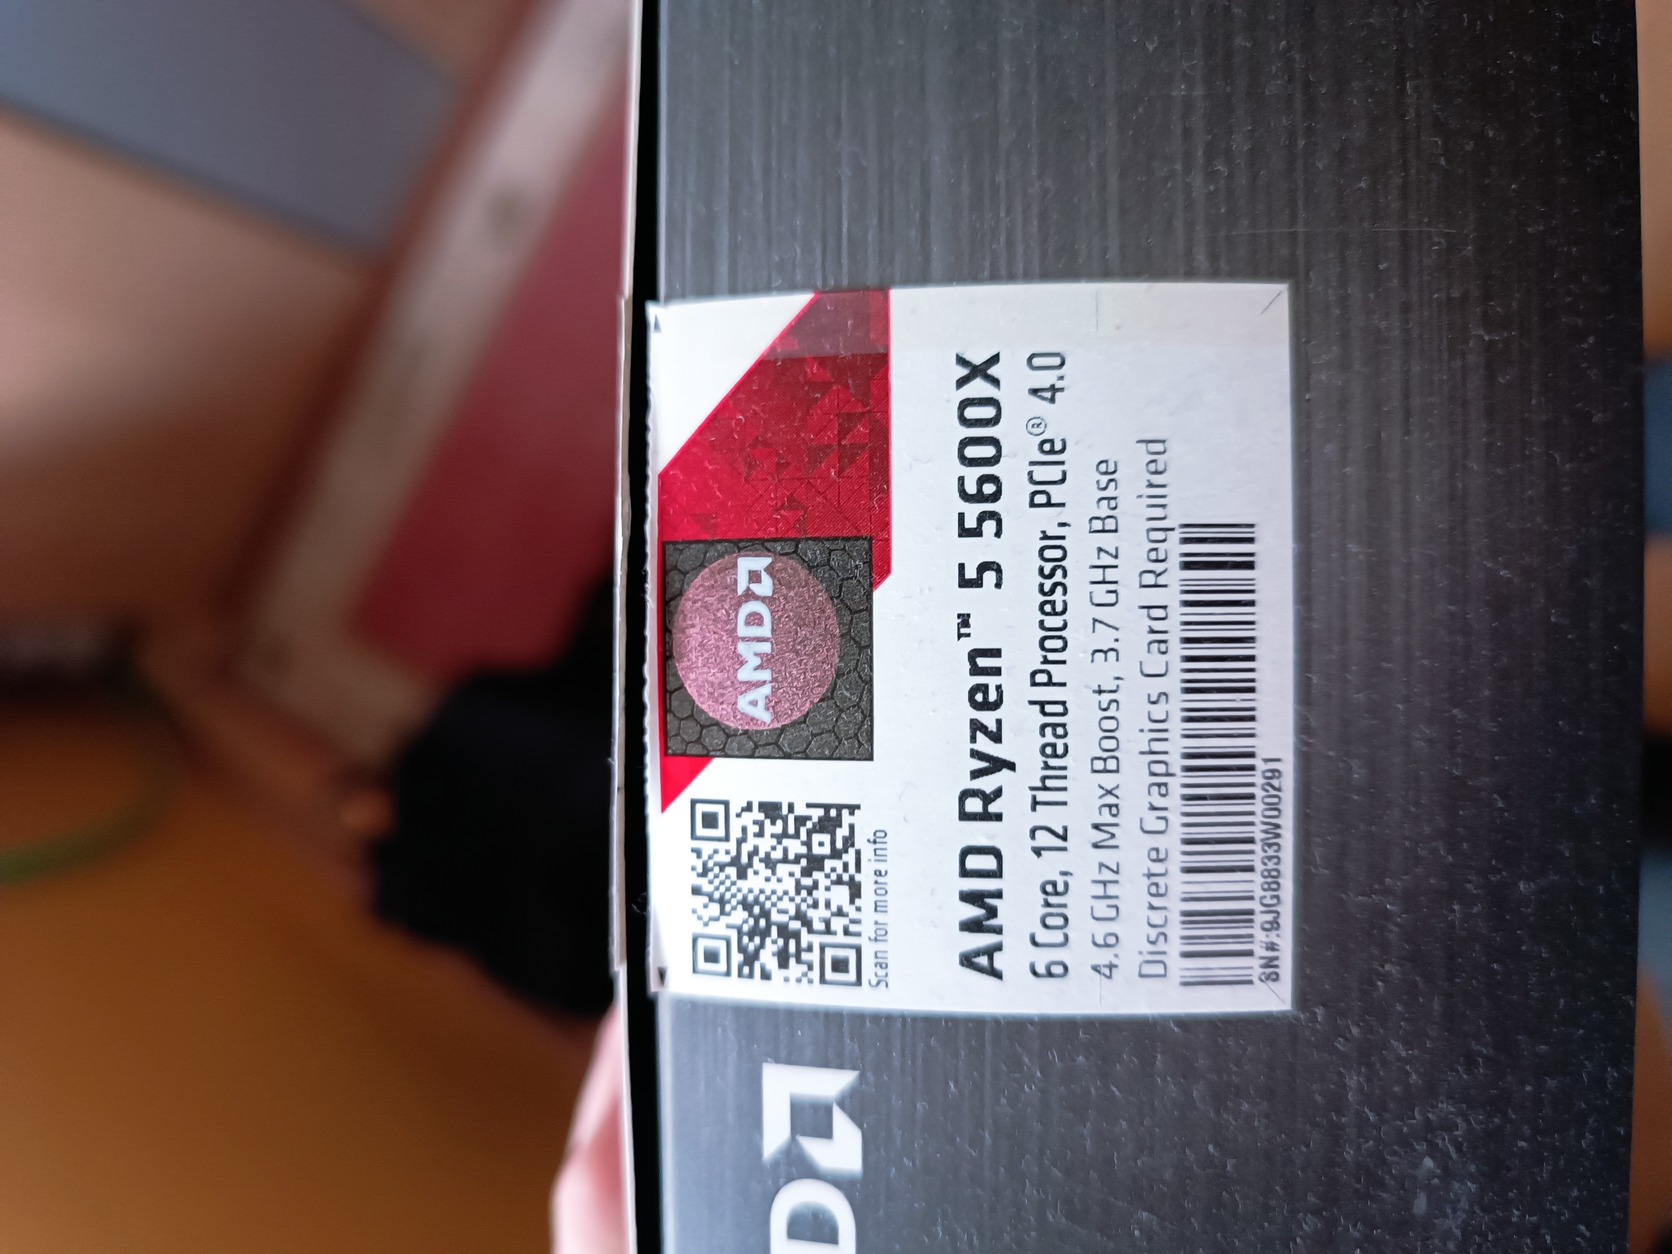 AMD
Scan for more info
AMD Ryzen™ 5 5600X
6 Core, 12 Thread Processor, PCIe® 4.0
4.6 GHz Max Boost, 3.7 GHz Base
Discrete Graphics Card Required
SN#:9JG8833W00291
D